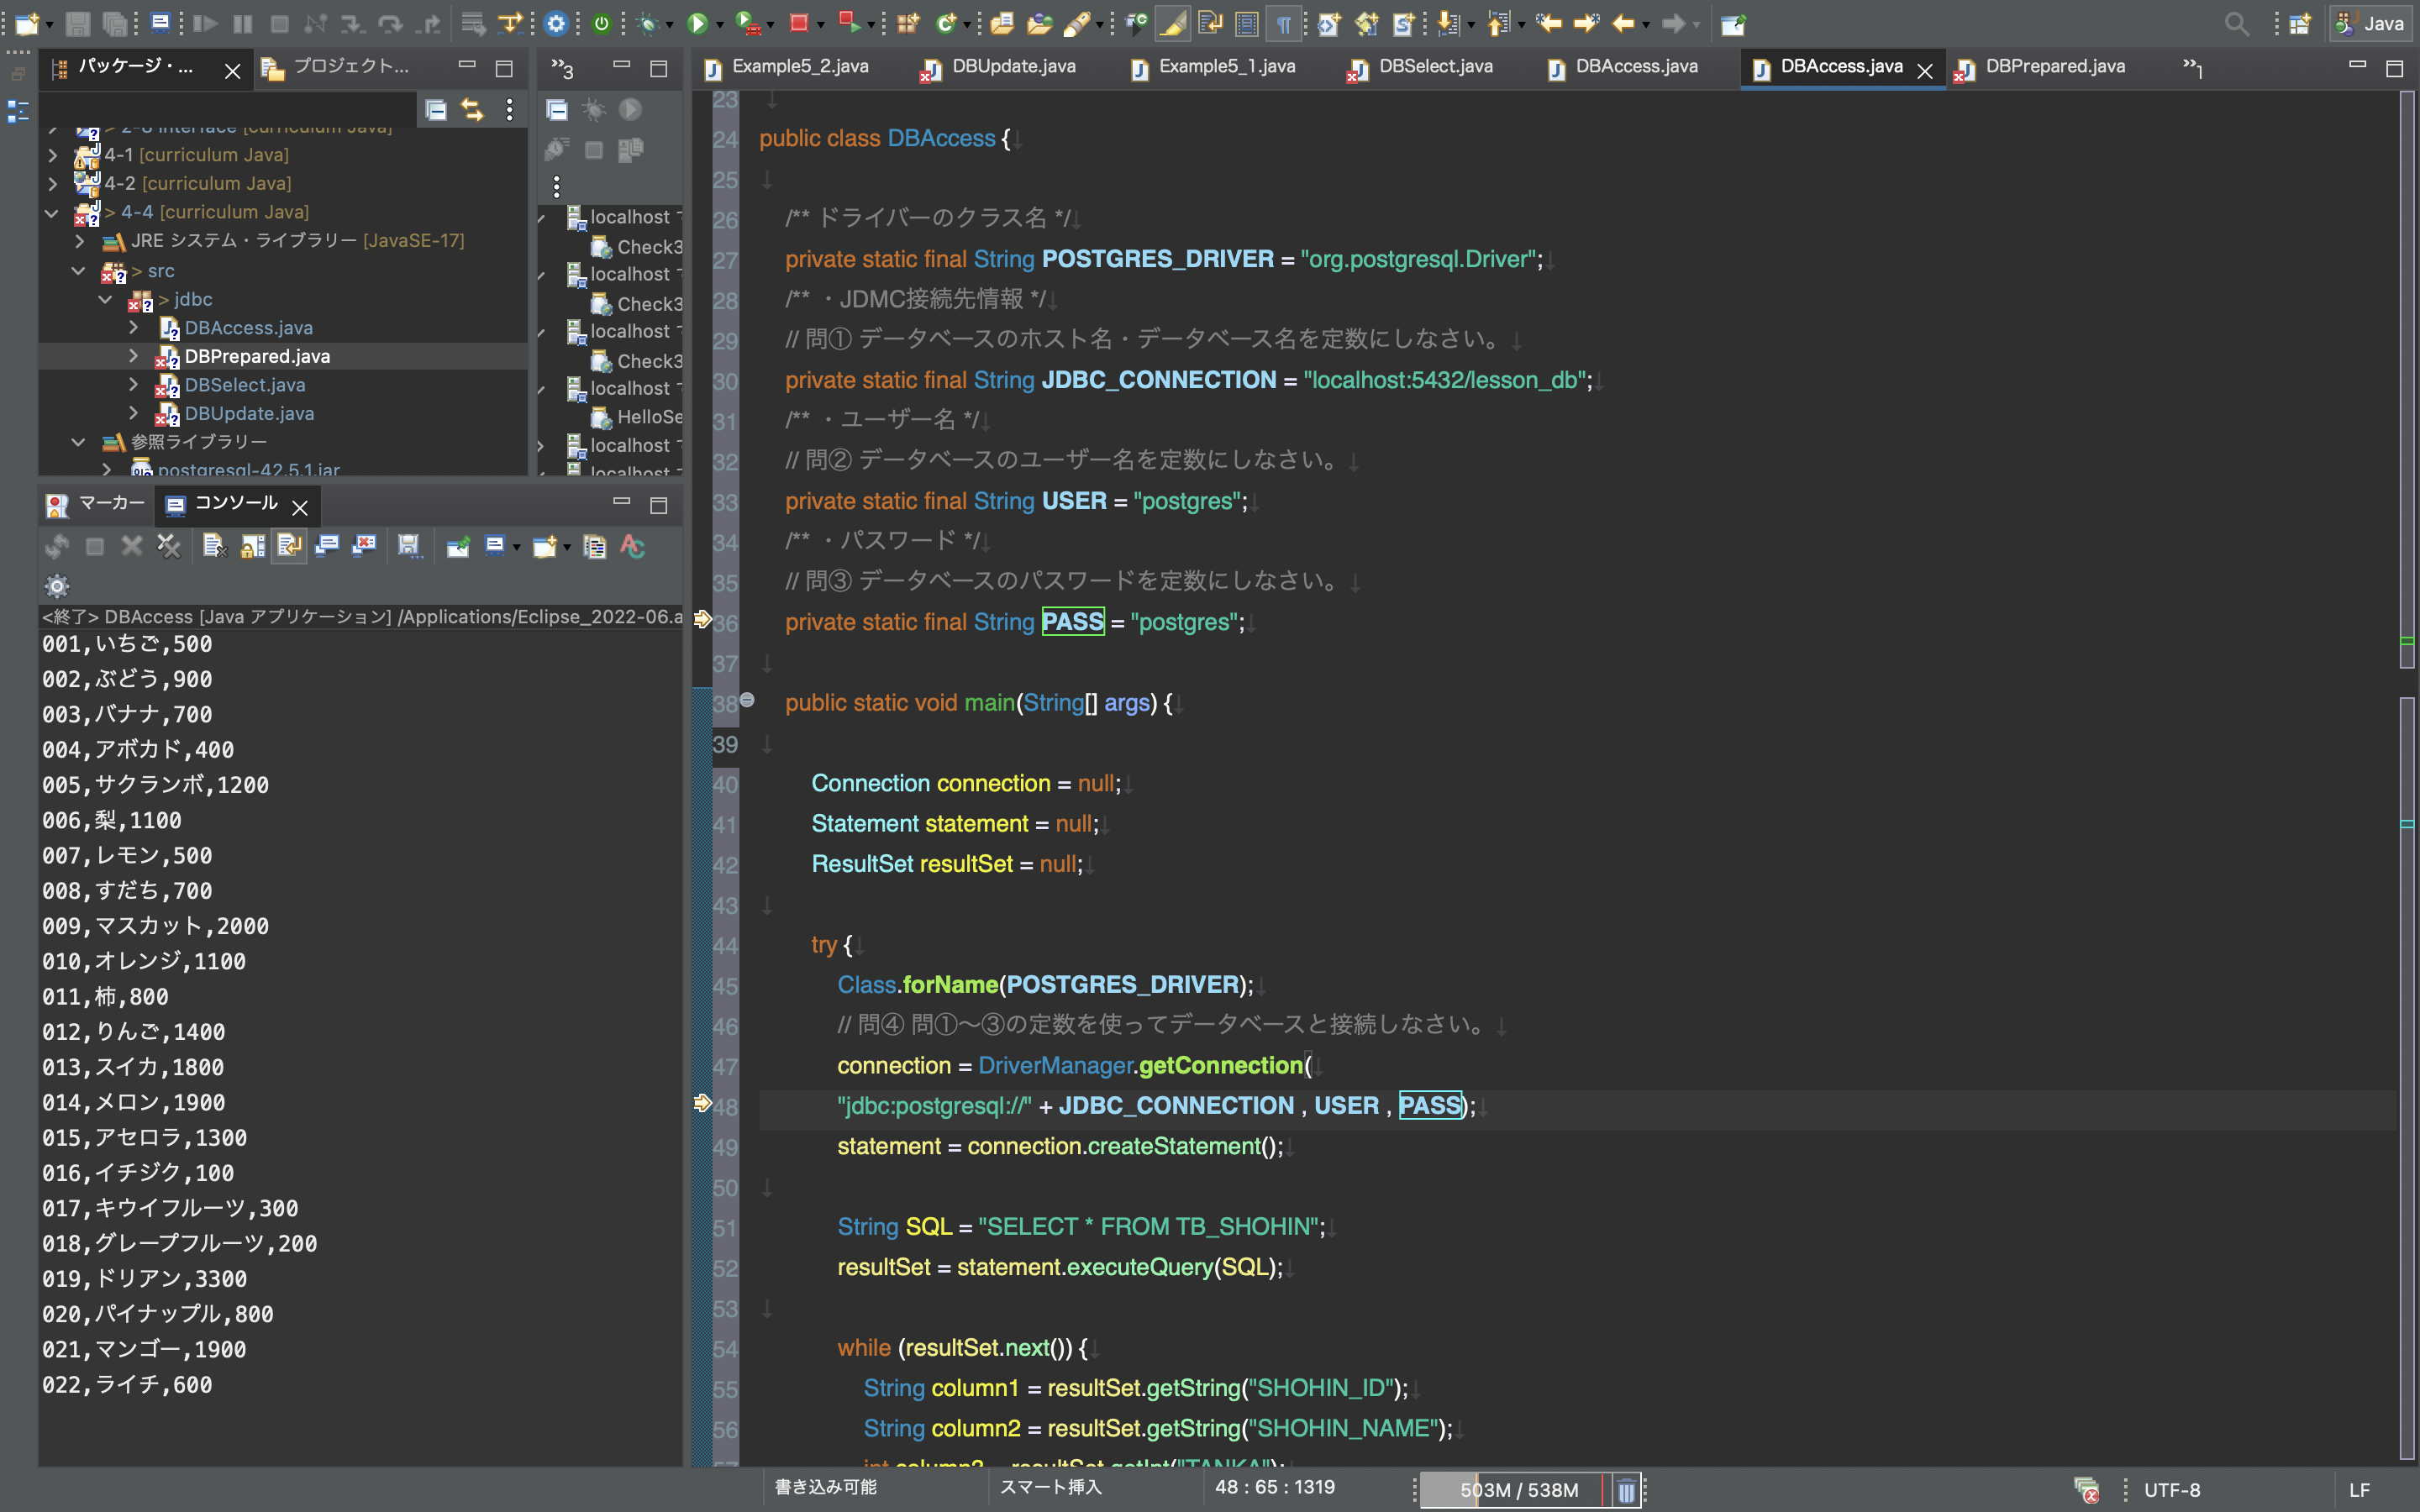 Java
パッケージ・...
プロジェクト...
3
Example5_2.java
DBUpdate.java
Example5_1.java
DBSelect.java
DBAccess.java
DBAccess.java
DBPrepared.java
1
> 2-8 interface [curriculum Java]
4-1 [curriculum Java]
4-2 [curriculum Java]
> 4-4 [curriculum Java]
JRE システム・ライブラリー [JavaSE-17]
> src
> jdbc
DBAccess.java
DBPrepared.java
DBSelect.java
DBUpdate.java
参照ライブラリー
postgresql-42.5.1.jar
localhost
Check3
localhost
Check3
localhost
Check3
localhost
HelloSe
localhost
localhost
マーカー
コンソール
<終了> DBAccess [Java アプリケーション] /Applications/Eclipse_2022-06.a
001,いちご,500
002,ぶどう,900
003,バナナ,700
004,アボカド,400
005,サクランボ,1200
006,梨,1100
007,レモン,500
008,すだち,700
009,マスカット,2000
010,オレンジ,1100
011,柿,800
012,りんご,1400
013,スイカ,1800
014,メロン,1900
015,アセロラ,1300
016,イチジク,100
017,キウイフルーツ,300
018,グレープフルーツ,200
019,ドリアン,3300
020,パイナップル,800
021,マンゴー,1900
022,ライチ,600
23
24 public class DBAccess {
25
26 /** ドライバーのクラス名 */
27 private static final String POSTGRES_DRIVER = "org.postgresql.Driver";
28 /** ・JDMC接続先情報 */
29 // 問① データベースのホスト名・データベース名を定数にしなさい。
30 private static final String JDBC_CONNECTION = "localhost:5432/lesson_db";
31 /** ・ユーザー名 */
32 // 問② データベースのユーザー名を定数にしなさい。
33 private static final String USER = "postgres";
34 /** ・パスワード */
35 // 問③ データベースのパスワードを定数にしなさい。
36 private static final String PASS = "postgres";
37
38 public static void main(String[] args) {
39
40 Connection connection = null;
41 Statement statement = null;
42 ResultSet resultSet = null;
43
44 try {
45 Class.forName(POSTGRES_DRIVER);
46 // 問④ 問①〜③の定数を使ってデータベースと接続しなさい。
47 connection = DriverManager.getConnection(
48 "jdbc:postgresql://" + JDBC_CONNECTION , USER , PASS);
49 statement = connection.createStatement();
50
51 String SQL = "SELECT * FROM TB_SHOHIN";
52 resultSet = statement.executeQuery(SQL);
53
54 while (resultSet.next()) {
55 String column1 = resultSet.getString("SHOHIN_ID");
56 String column2 = resultSet.getString("SHOHIN_NAME");
57 int column3 = resultSet.getInt("TANKA");
書き込み可能
スマート挿入
48 : 65 : 1319
503M / 538M
UTF-8
LF